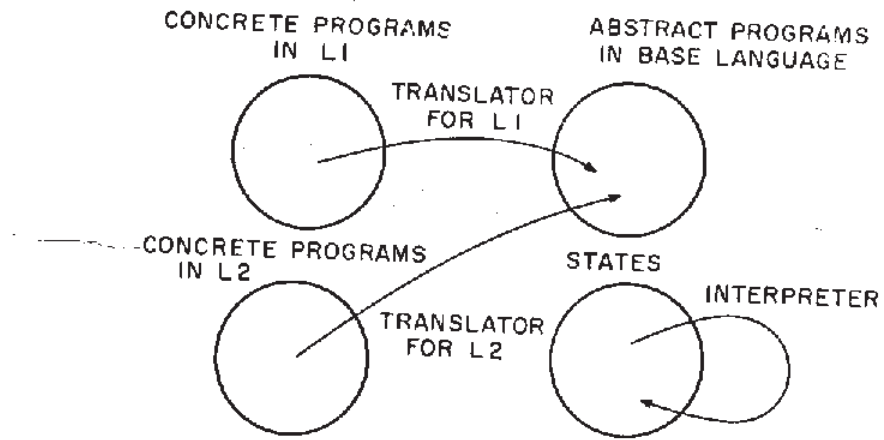 CONCRETE PROGRAMS
IN L1
ABSTRACT PROGRAMS
IN BASE LANGUAGE
TRANSLATOR
FOR L1
CONCRETE PROGRAMS
IN L2
STATES
INTERPRETER
TRANSLATOR
FOR L2